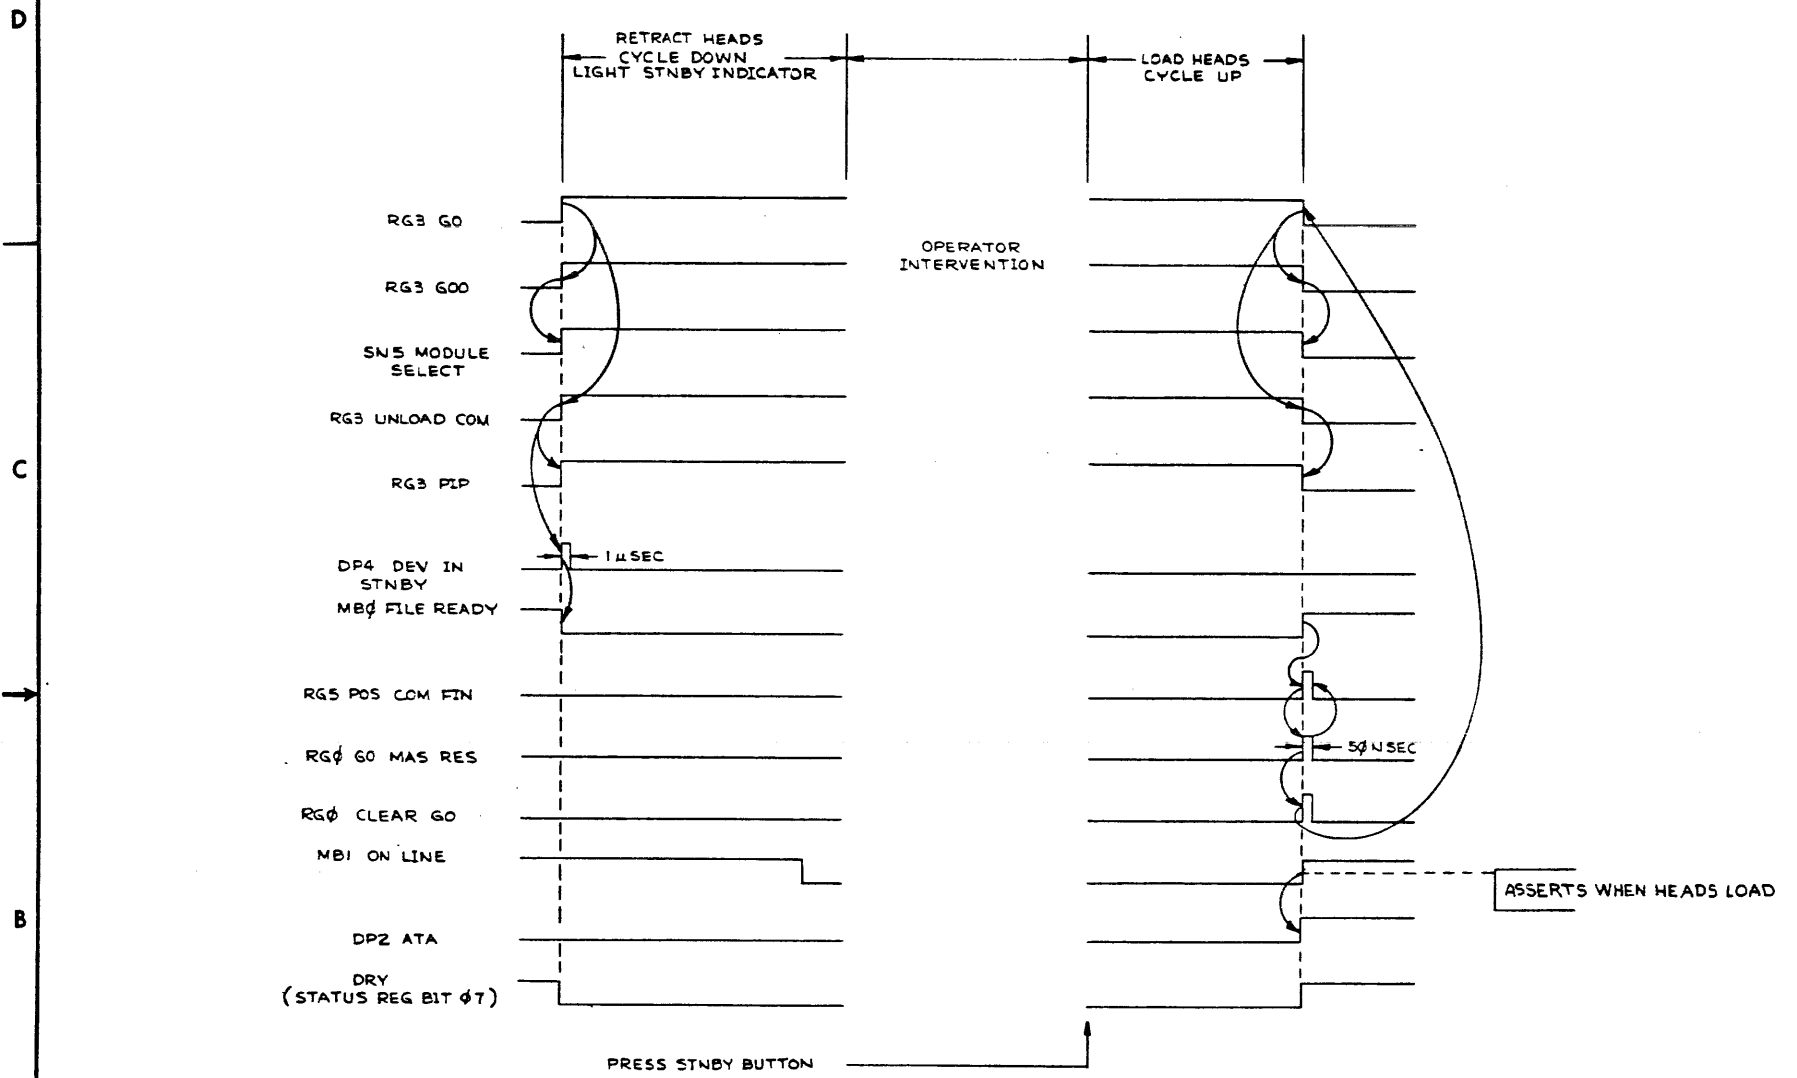 D
RETRACT HEADS
CYCLE DOWN
LIGHT STNBY INDICATOR
LOAD HEADS
CYCLE UP
RG3 GO
OPERATOR
INTERVENTION
RG3 GOO
SN5 MODULE
SELECT
RG3 UNLOAD COM
C
RG3 PIP
1 µSEC
DP4 DEV IN
STNBY
MBØ FILE READY
RG5 POS COM FIN
RGØ GO MAS RES
5Ø NSEC
RGØ CLEAR GO
MB1 ON LINE
ASSERTS WHEN HEADS LOAD
B
DP2 ATA
DRY
(STATUS REG BIT Ø7)
PRESS STNBY BUTTON